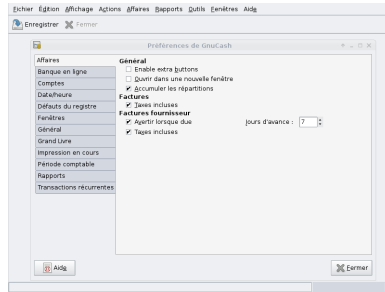 Fichier Édition Affichage Actions Affaires Rapports Outils Fenêtres Aide
Enregistrer Fermer
Préférences de GnuCash
Affaires
Banque en ligne
Comptes
Date/heure
Défauts du registre
Fenêtres
Général
Grand Livre
Impression en cours
Période comptable
Rapports
Transactions récurrentes
Général
Enable extra buttons
Ouvrir dans une nouvelle fenêtre
Accumuler les répartitions
Factures
Taxes incluses
Factures fournisseur
Avertir lorsque due jours d'avance : 7
Taxes incluses
Aide Fermer